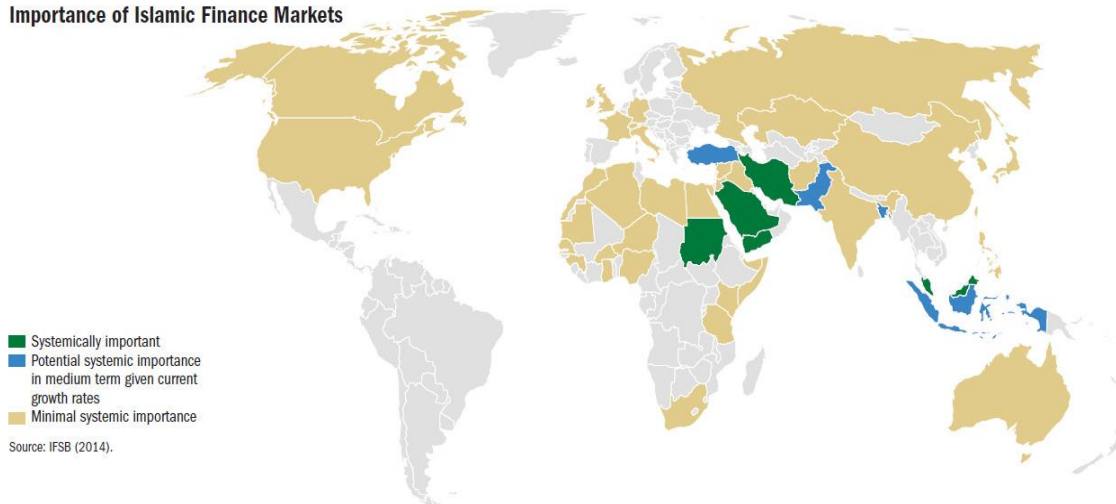 Importance of Islamic Finance Markets
Systemically important
Potential systemic importance
in medium term given current
growth rates
Minimal systemic importance
Source: IFSB (2014).